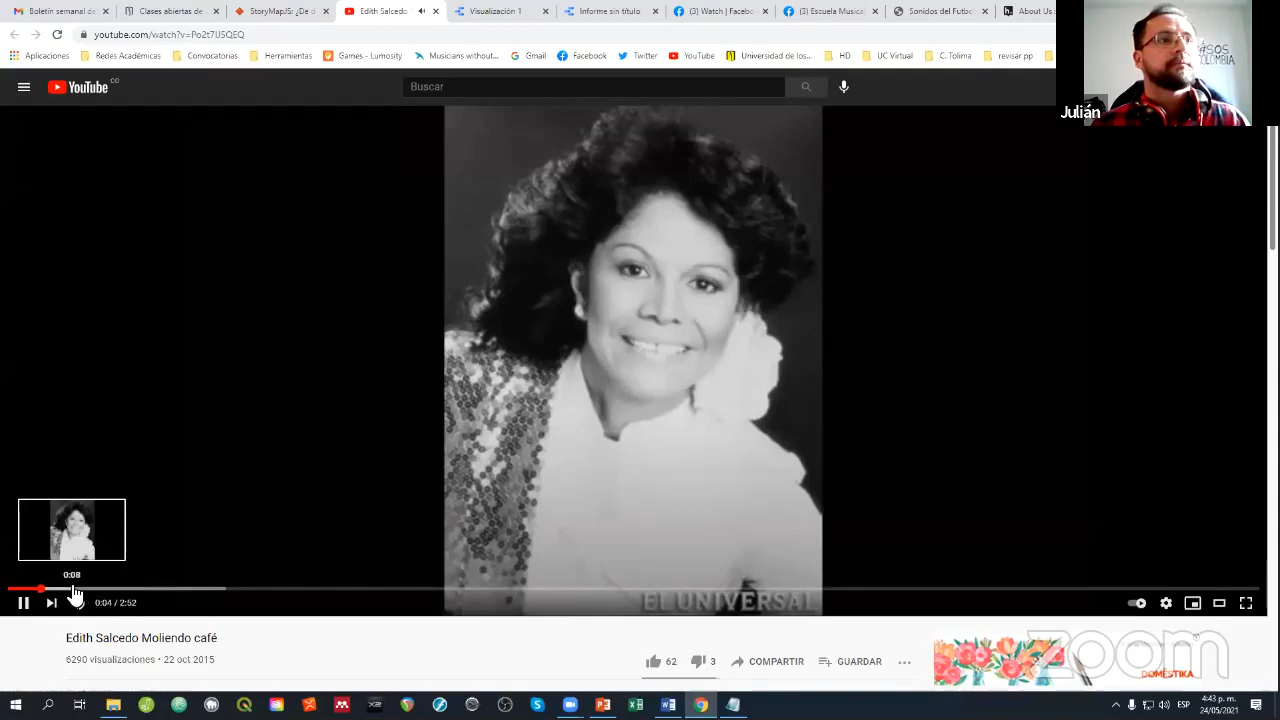 Boletín semanal de
Clases abiertas de
StoryMapJS: ¿De d
Edith Salcedo
Visualización 1
Informe sin título
(3) Watch | Facebo
(3) Escuela Musical
Sonidos del Futbo
About Us
youtube.com/watch?v=Po2t7U5QEQ
Aplicaciones
Redes Académicas
Convocatorias
Herramientas
Games - Lumosity
Musicians without...
Gmail
Facebook
Twitter
YouTube
Universidad de los...
HD
UC Virtual
C. Tolima
revisar pp
#SOS
COLOMBIA
Julián
YouTube CO
Buscar
0:08
0:04 / 2:52
EL UNIVERSAL
Edith Salcedo Moliendo café
6290 visualizaciones • 22 oct 2015
62
3
COMPARTIR
GUARDAR
zoom
DOMESTIKA
ESP
4:43 p. m.
24/05/2021